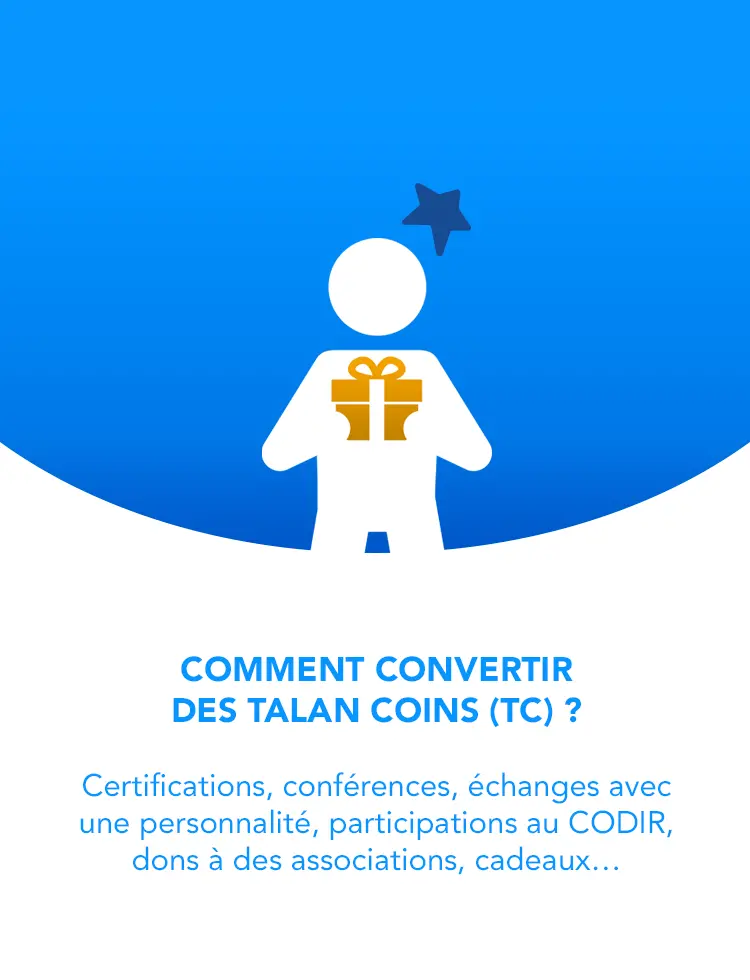 COMMENT CONVERTIR
DES TALAN COINS (TC) ?
Certifications, conférences, échanges avec
une personnalité, participations au CODIR,
dons à des associations, cadeaux…